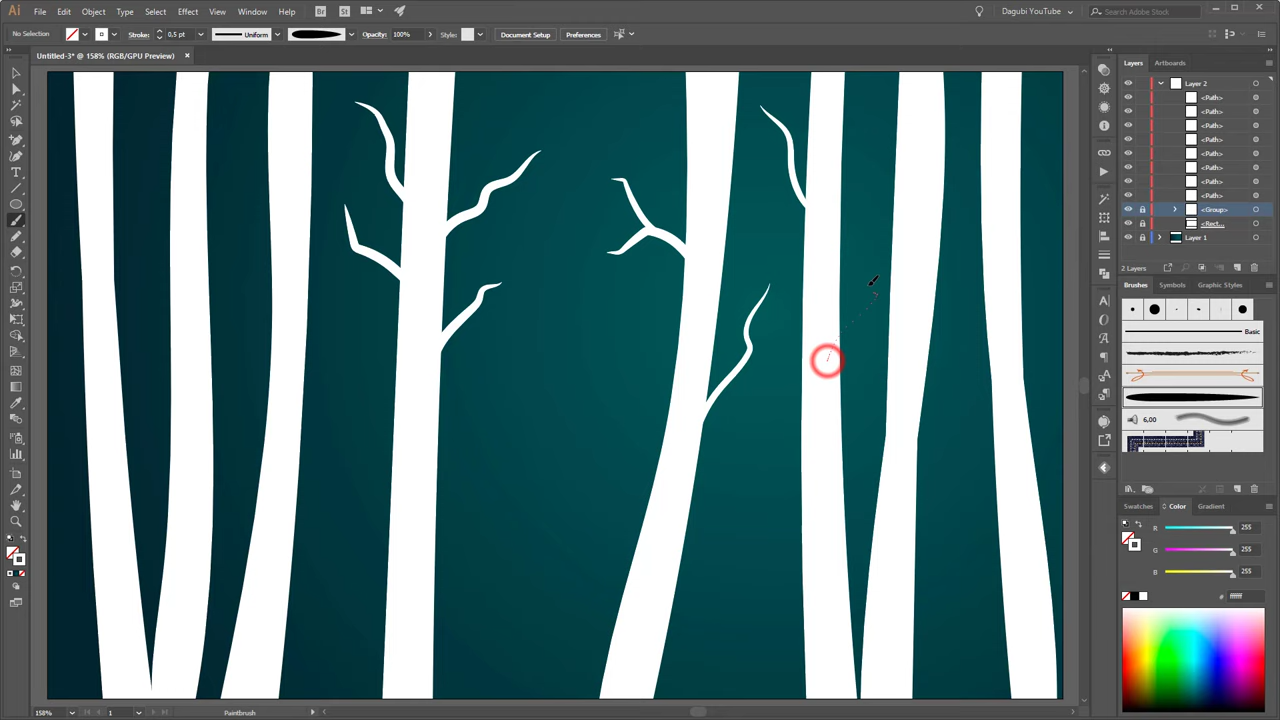 Ai File Edit Object Type Select Effect View Window Help Br St Dagubi YouTube Search Adobe Stock
No Selection Stroke: 0,5 pt Uniform Opacity: 100% Style: Document Setup Preferences
Untitled-3* @ 158% (RGB/GPU Preview)
Layers Artboards
Layer 2
<Path>
<Path>
<Path>
<Path>
<Path>
<Path>
<Path>
<Path>
<Group>
<Rect...
Layer 1
2 Layers
Brushes Symbols Graphic Styles
Basic
6,00
Swatches Color Gradient
R 255
G 255
B 255
#
158% 1 Paintbrush